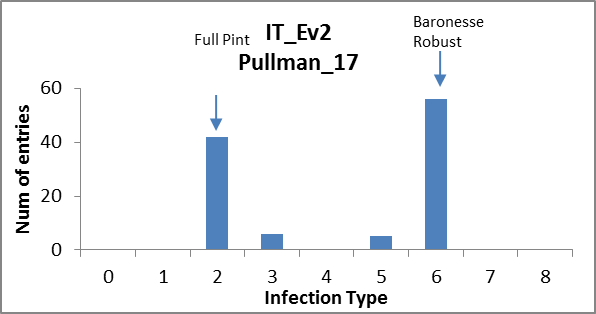 IT_Ev2
Pullman_17
Full Pint
Baronesse
Robust
Num of entries
60
40
20
0
0 1 2 3 4 5 6 7 8
Infection Type